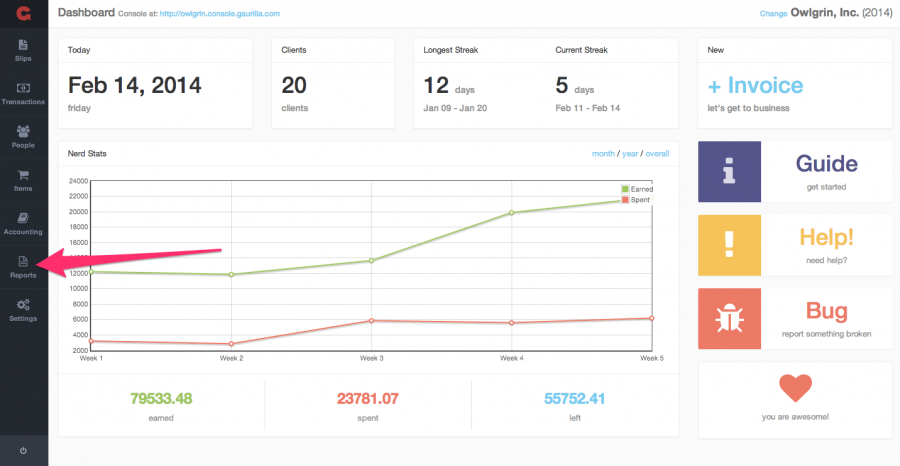 Dashboard Console at: http://owlgrin.console.gaurilla.com
Change Owlgrin, Inc. (2014)
Slips
Transactions
People
Items
Accounting
Reports
Settings
Today
Feb 14, 2014
friday
Clients
20
clients
Longest Streak
12 days
Jan 09 - Jan 20
Current Streak
5 days
Feb 11 - Feb 14
New
+ Invoice
let's get to business
Nerd Stats
month / year / overall
24000
22000
20000
18000
16000
14000
12000
10000
8000
6000
4000
2000
Earned
Spent
Week 1
Week 2
Week 3
Week 4
Week 5
79533.48
earned
23781.07
spent
55752.41
left
Guide
get started
Help!
need help?
Bug
report something broken
you are awesome!